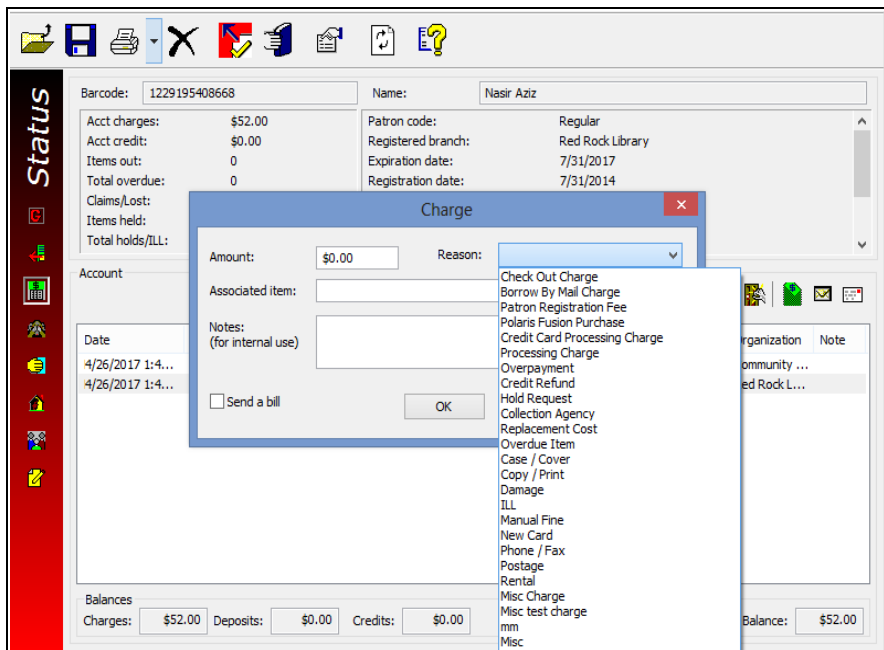 Status
Barcode: 1229195408668 Name: Nasir Aziz
Acct charges: $52.00 Patron code: Regular
Acct credit: $0.00 Registered branch: Red Rock Library
Items out: 0 Expiration date: 7/31/2017
Total overdue: 0 Registration date: 7/31/2014
Claims/Lost:
Items held:
Total holds/ILL:
Charge
Amount: $0.00 Reason:
Associated item:
Notes:
(for internal use)
Send a bill
OK
Check Out Charge
Borrow By Mail Charge
Patron Registration Fee
Polaris Fusion Purchase
Credit Card Processing Charge
Processing Charge
Overpayment
Credit Refund
Hold Request
Collection Agency
Replacement Cost
Overdue Item
Case / Cover
Copy / Print
Damage
ILL
Manual Fine
New Card
Phone / Fax
Postage
Rental
Misc Charge
Misc test charge
mm
Misc
Account
Date rganization Note
4/26/2017 1:4... ommunity ...
4/26/2017 1:4... ed Rock L...
Balances
Charges: $52.00 Deposits: $0.00 Credits: $0.00 Balance: $52.00